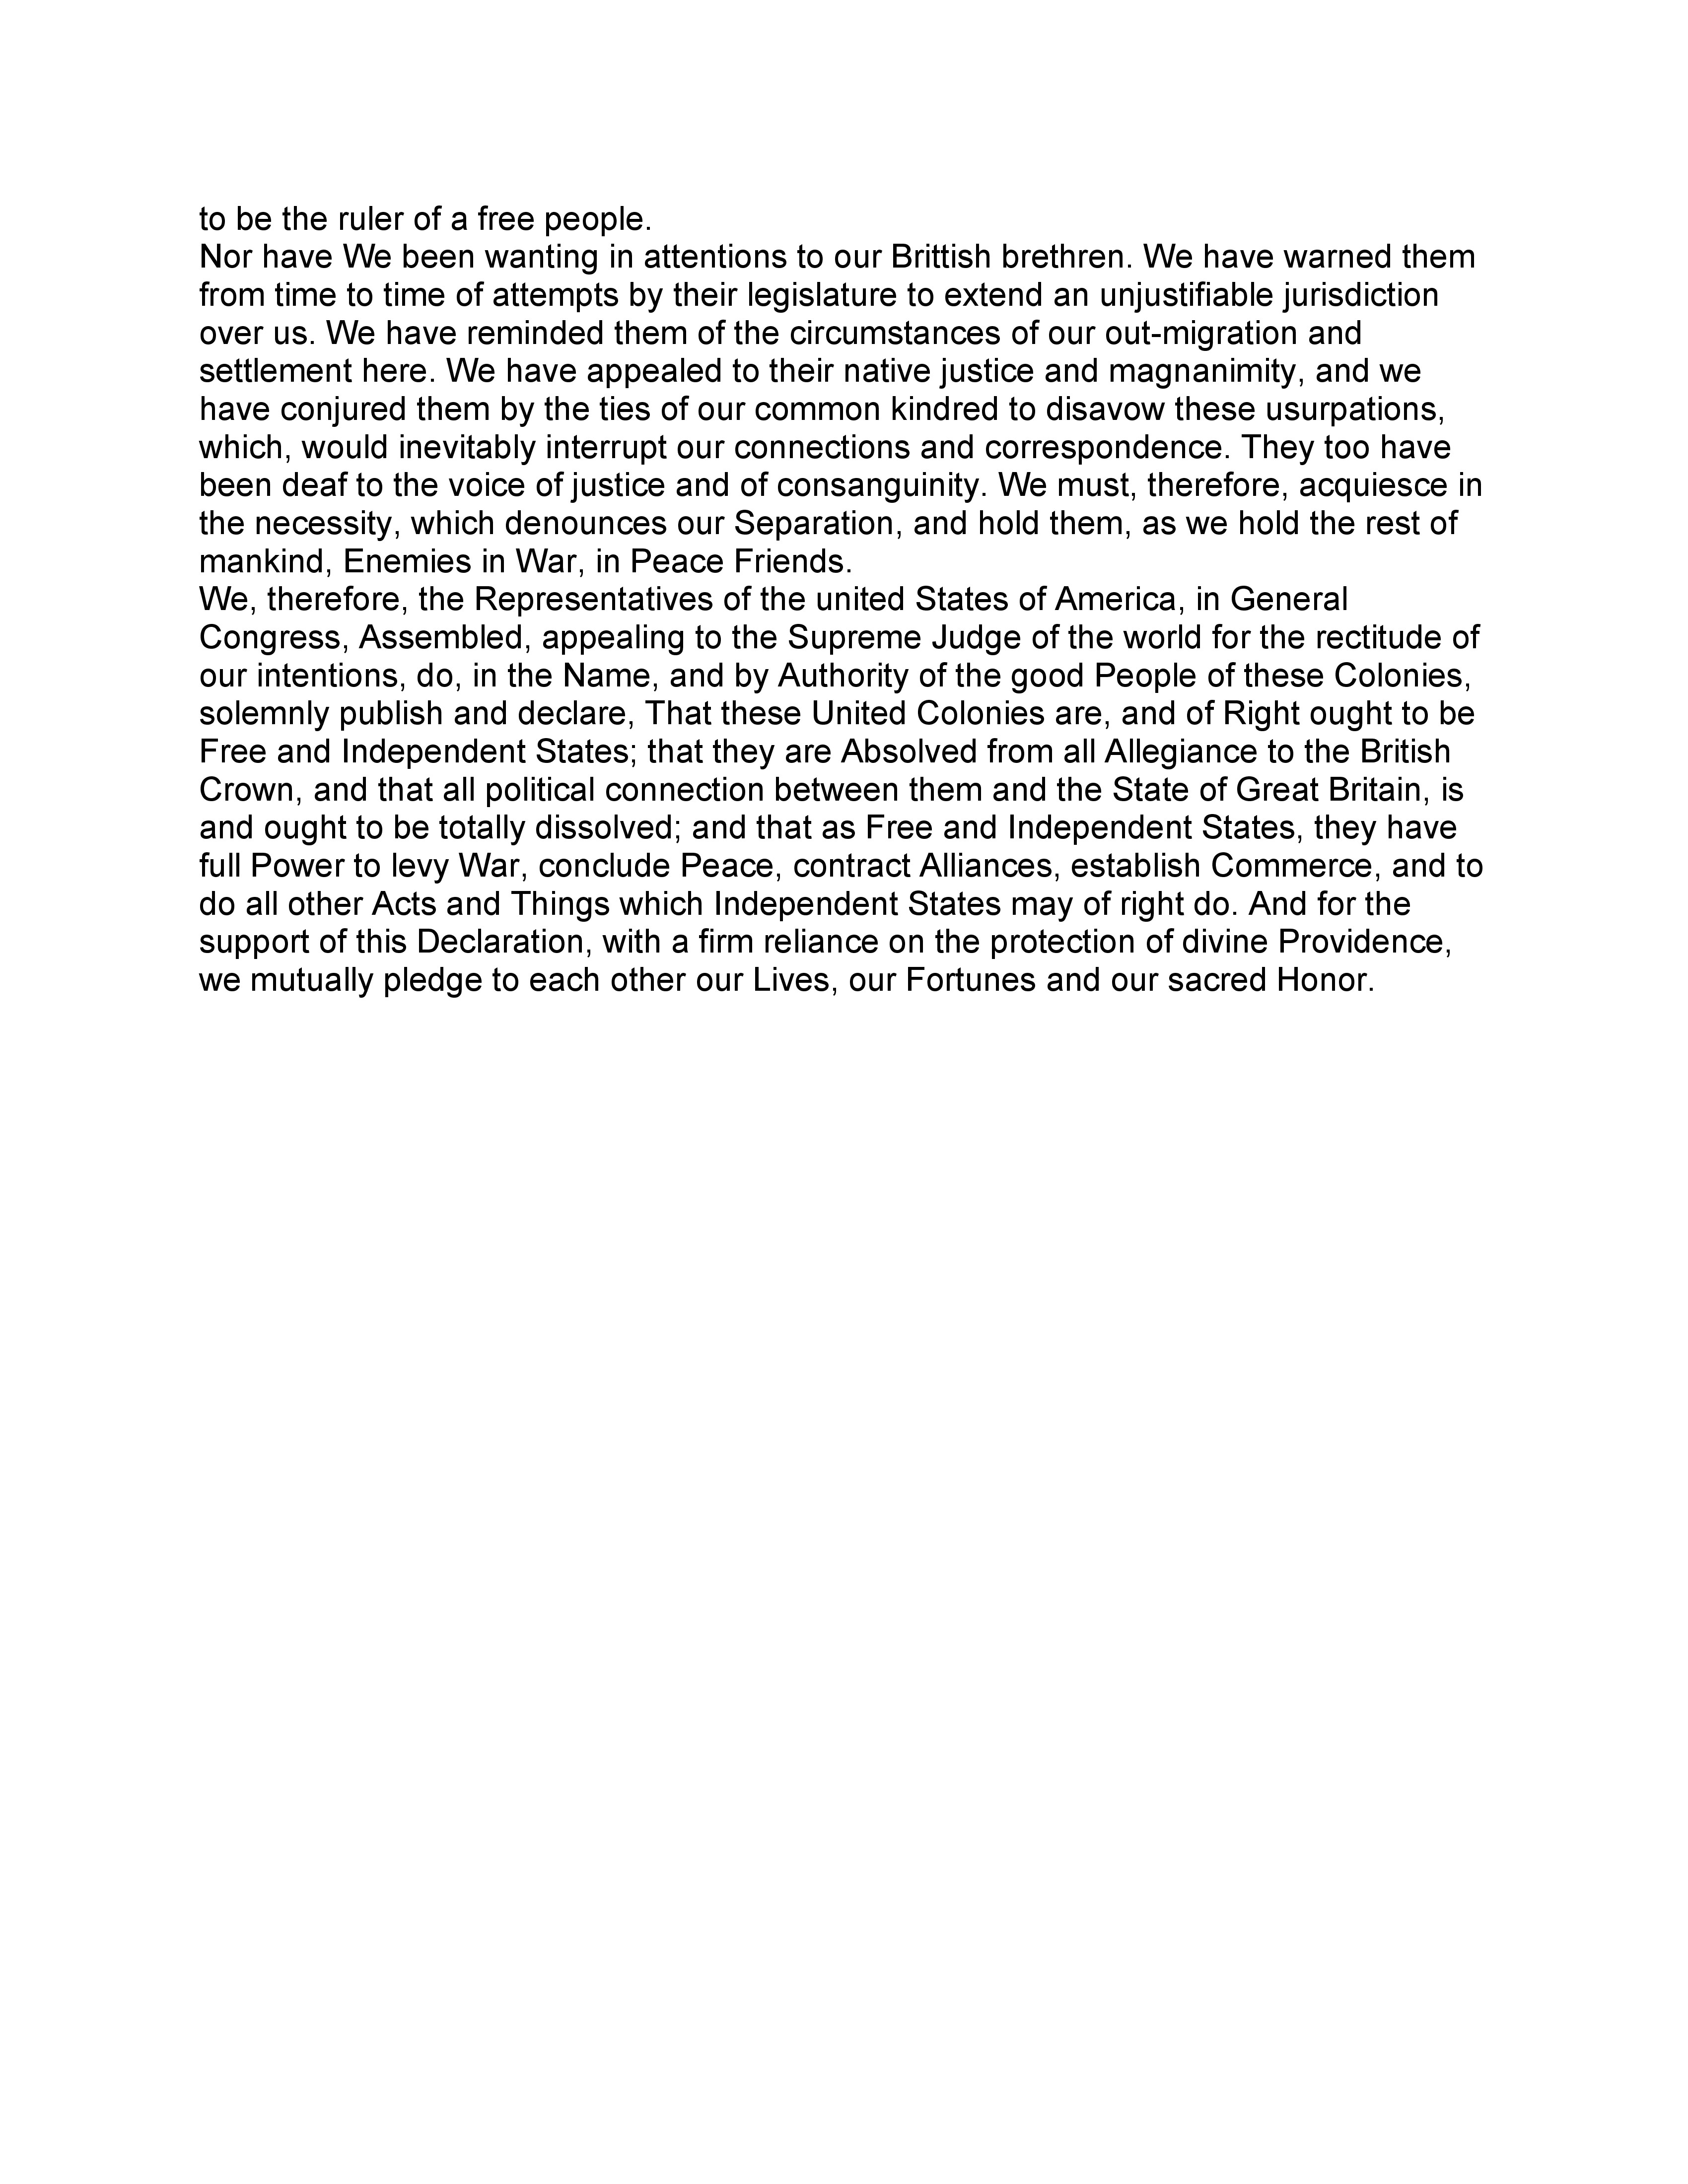 to be the ruler of a free people.
Nor have We been wanting in attentions to our Brittish brethren. We have warned them
from time to time of attempts by their legislature to extend an unjustifiable jurisdiction
over us. We have reminded them of the circumstances of our out-migration and
settlement here. We have appealed to their native justice and magnanimity, and we
have conjured them by the ties of our common kindred to disavow these usurpations,
which, would inevitably interrupt our connections and correspondence. They too have
been deaf to the voice of justice and of consanguinity. We must, therefore, acquiesce in
the necessity, which denounces our Separation, and hold them, as we hold the rest of
mankind, Enemies in War, in Peace Friends.
We, therefore, the Representatives of the united States of America, in General
Congress, Assembled, appealing to the Supreme Judge of the world for the rectitude of
our intentions, do, in the Name, and by Authority of the good People of these Colonies,
solemnly publish and declare, That these United Colonies are, and of Right ought to be
Free and Independent States; that they are Absolved from all Allegiance to the British
Crown, and that all political connection between them and the State of Great Britain, is
and ought to be totally dissolved; and that as Free and Independent States, they have
full Power to levy War, conclude Peace, contract Alliances, establish Commerce, and to
do all other Acts and Things which Independent States may of right do. And for the
support of this Declaration, with a firm reliance on the protection of divine Providence,
we mutually pledge to each other our Lives, our Fortunes and our sacred Honor.